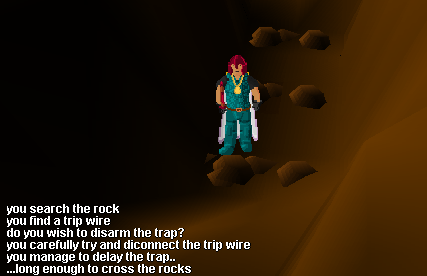 you search the rock
you find a trip wire
do you wish to disarm the trap?
you carefully try and diconnect the trip wire
you manage to delay the trap..
...long enough to cross the rocks